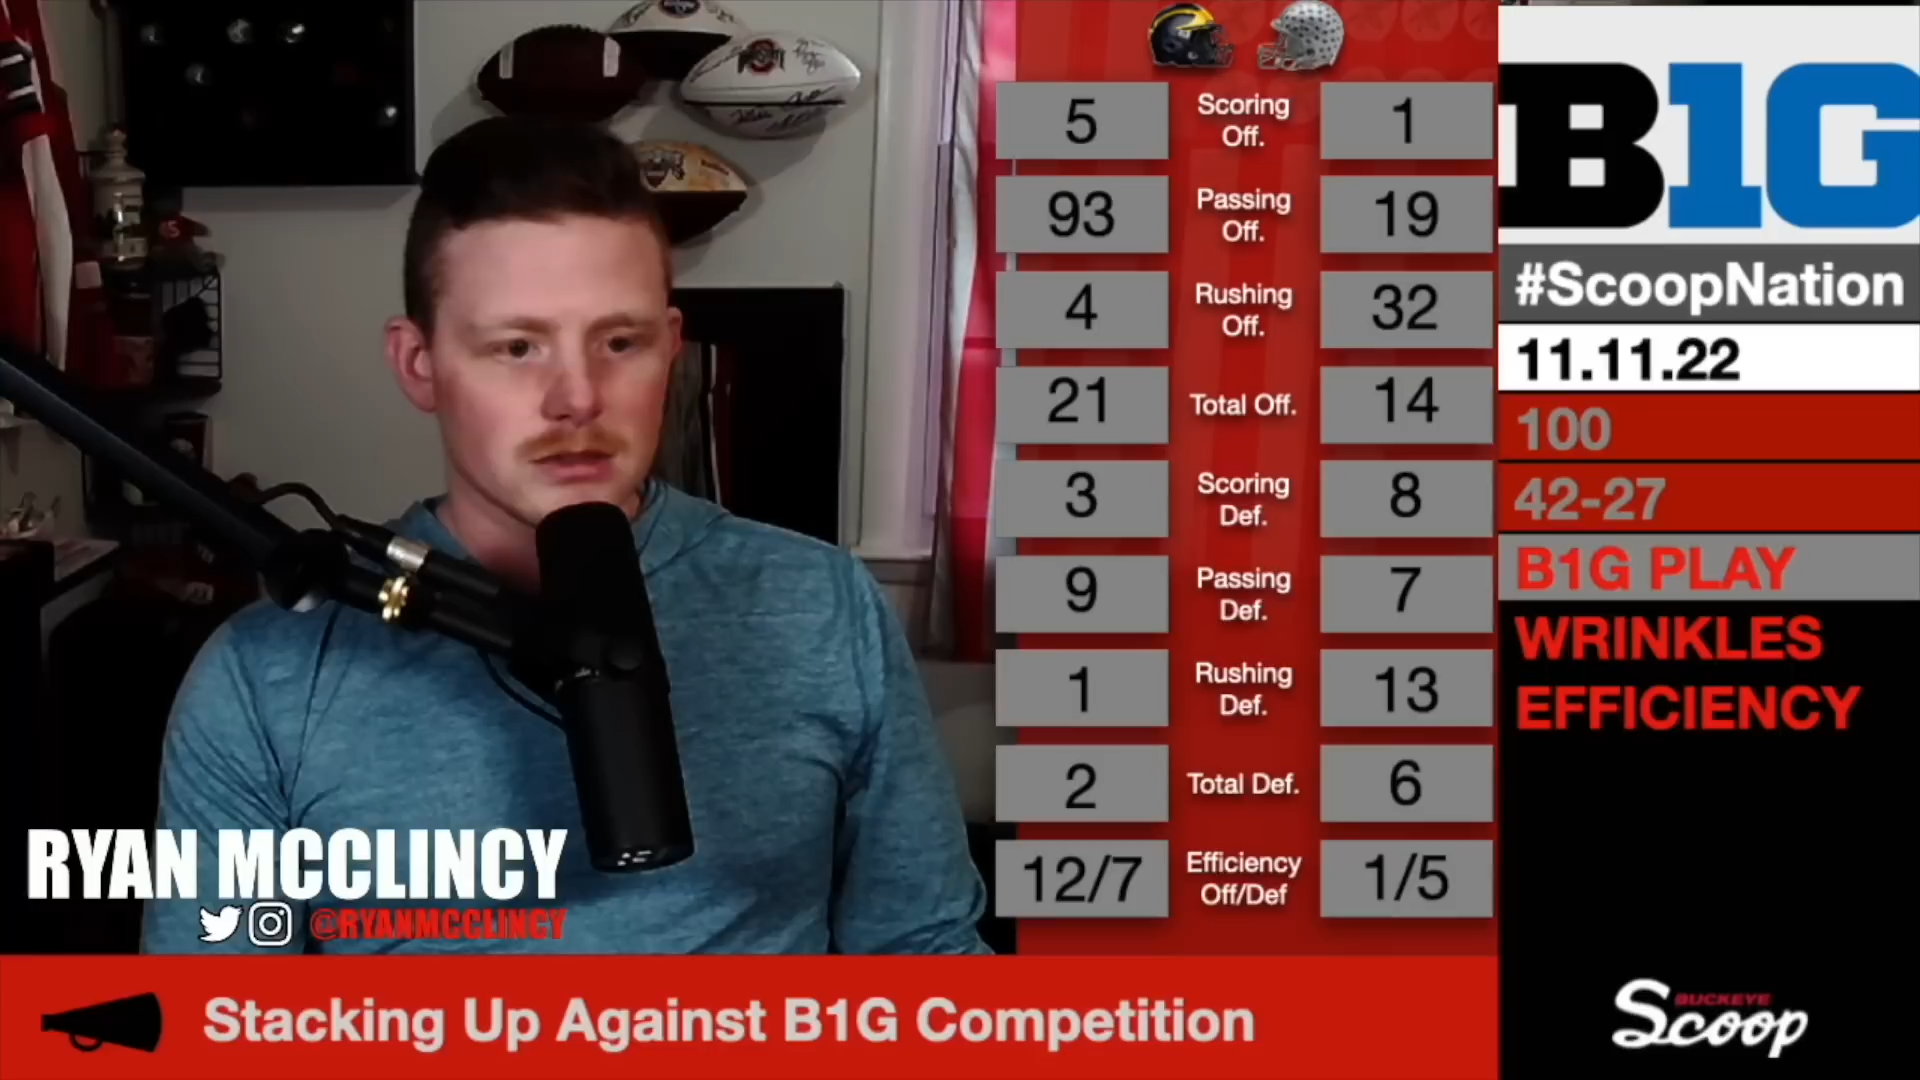 5 Scoring Off. 1
93 Passing Off. 19
4 Rushing Off. 32
21 Total Off. 14
3 Scoring Def. 8
9 Passing Def. 7
1 Rushing Def. 13
2 Total Def. 6
12/7 Efficiency Off/Def 1/5
B1G
#ScoopNation
11.11.22
100
42-27
B1G PLAY
WRINKLES
EFFICIENCY
BUCKEYE
Scoop
RYAN MCCLINCY
@RYANMCCLINCY
Stacking Up Against B1G Competition